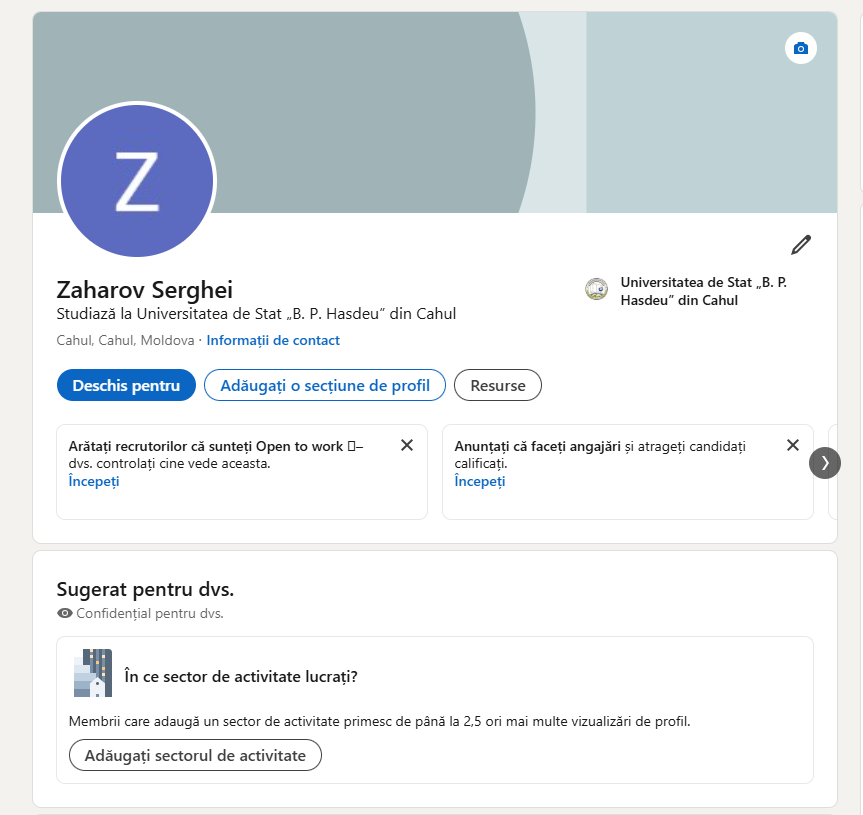 Z
Zaharov Serghei
Studiază la Universitatea de Stat „B. P. Hasdeu” din Cahul
Cahul, Cahul, Moldova · Informații de contact
Universitatea de Stat „B. P.
Hasdeu” din Cahul
Deschis pentru
Adăugați o secțiune de profil
Resurse
Arătați recrutorilor că sunteți Open to work –
dvs. controlați cine vede aceasta.
Începeți
Anunțați că faceți angajări și atrageți candidați
calificați.
Începeți
Sugerat pentru dvs.
Confidențial pentru dvs.
În ce sector de activitate lucrați?
Membrii care adaugă un sector de activitate primesc de până la 2,5 ori mai multe vizualizări de profil.
Adăugați sectorul de activitate